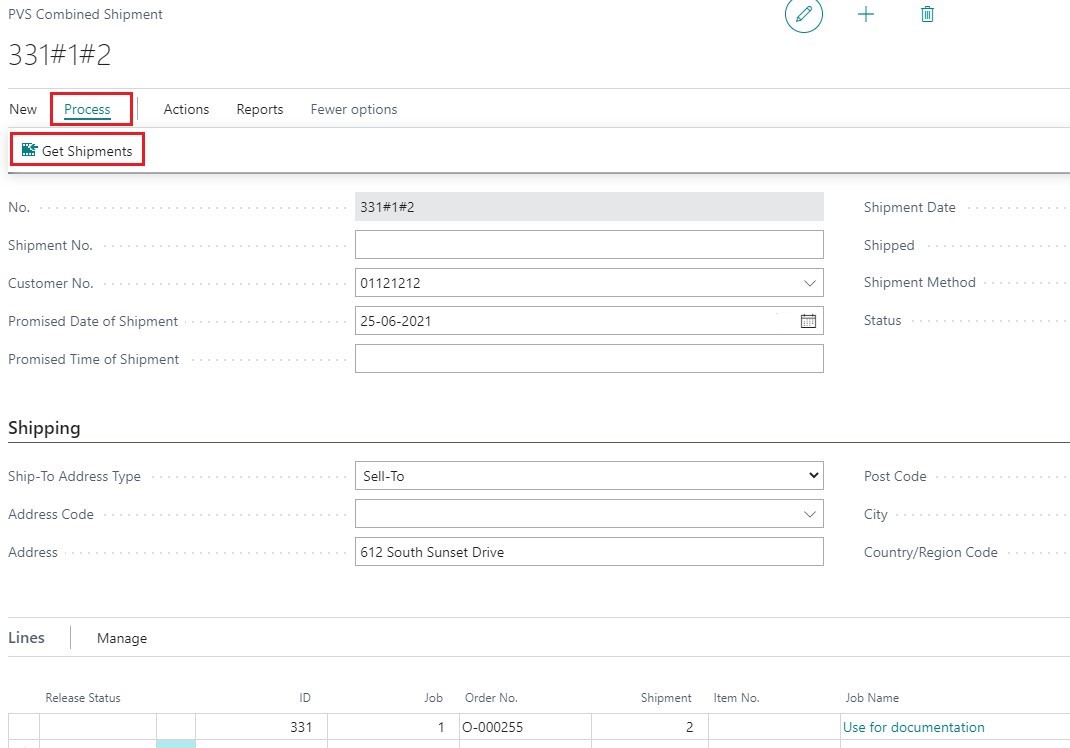 PVS Combined Shipment
331#1#2
New Process Actions Reports Fewer options
Get Shipments
No. 331#1#2 Shipment Date
Shipment No. Shipped
Customer No. 01121212 Shipment Method
Promised Date of Shipment 25-06-2021 Status
Promised Time of Shipment
Shipping
Ship-To Address Type Sell-To Post Code
Address Code City
Address 612 South Sunset Drive Country/Region Code
Lines Manage
Release Status ID Job Order No. Shipment Item No. Job Name
331 1 O-000255 2 Use for documentation